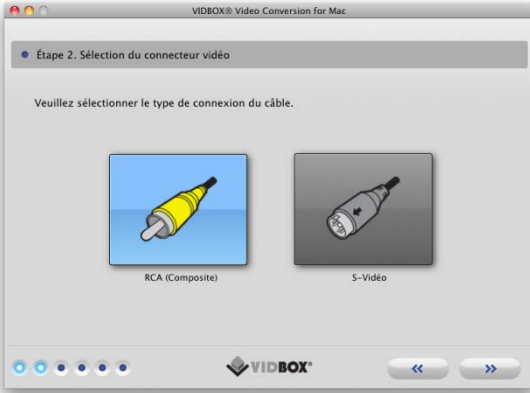 VIDBOX® Video Conversion for Mac
Étape 2. Sélection du connecteur vidéo
Veuillez sélectionner le type de connexion du câble.
RCA (Composite)
S-Vidéo
VIDBOX®